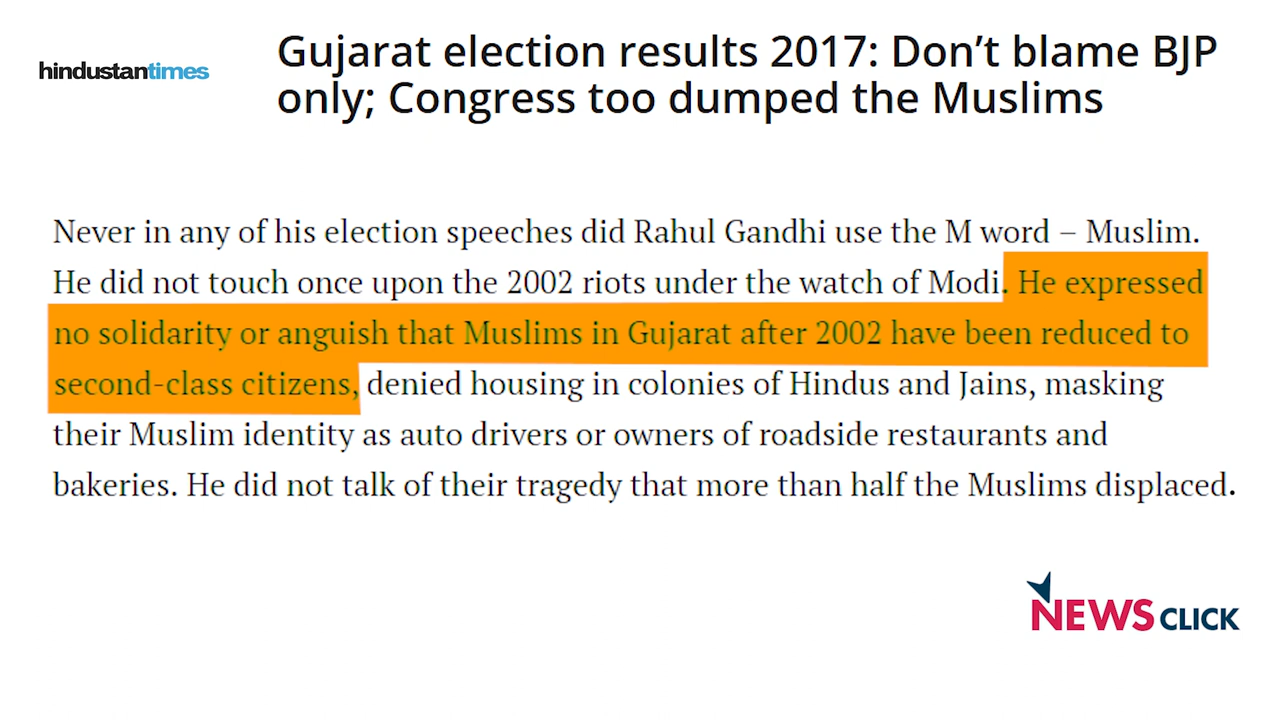 hindustantimes
Gujarat election results 2017: Don’t blame BJP
only; Congress too dumped the Muslims
Never in any of his election speeches did Rahul Gandhi use the M word – Muslim.
He did not touch once upon the 2002 riots under the watch of Modi. He expressed
no solidarity or anguish that Muslims in Gujarat after 2002 have been reduced to
second-class citizens, denied housing in colonies of Hindus and Jains, masking
their Muslim identity as auto drivers or owners of roadside restaurants and
bakeries. He did not talk of their tragedy that more than half the Muslims displaced.
NEWSCLICK